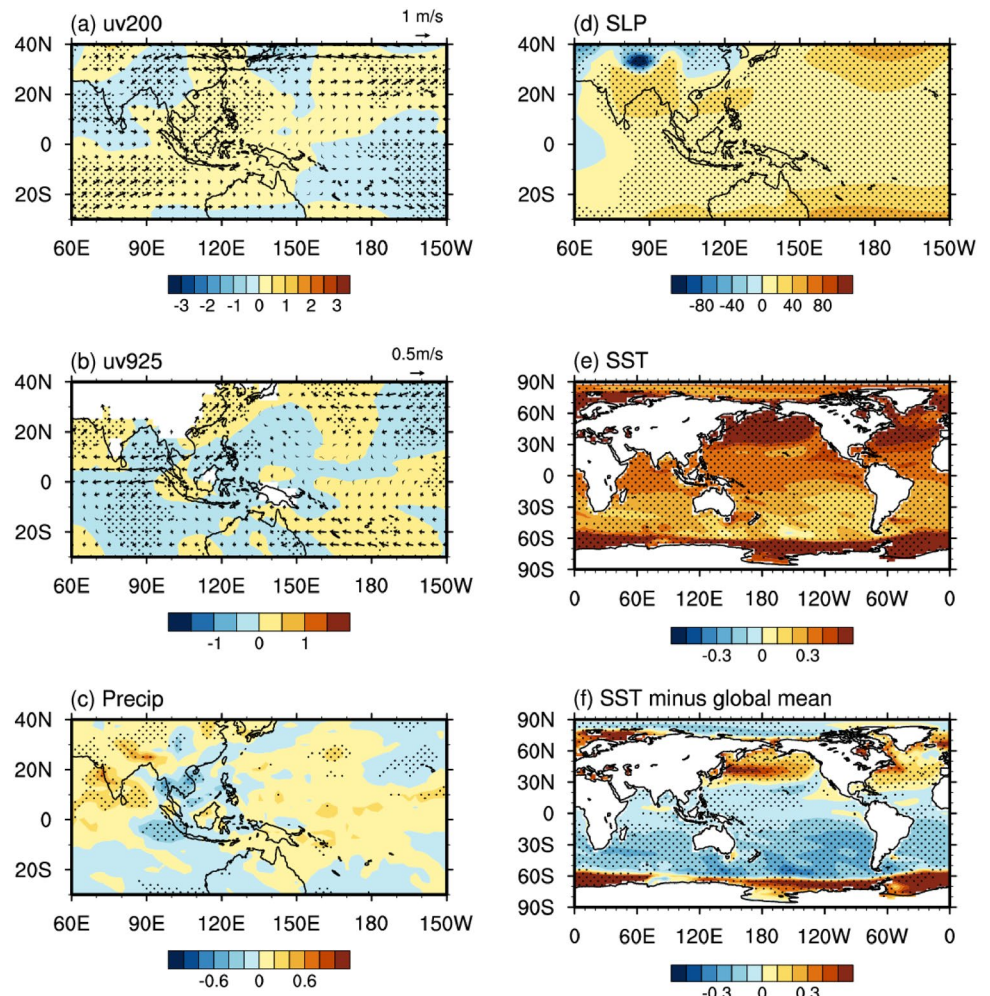 (a) uv200
1 m/s
40N
20N
0
20S
60E 90E 120E 150E 180 150W
-3 -2 -1 0 1 2 3
(b) uv925
0.5m/s
40N
20N
0
20S
60E 90E 120E 150E 180 150W
-1 0 1
(c) Precip
40N
20N
0
20S
60E 90E 120E 150E 180 150W
-0.6 0 0.6
(d) SLP
40N
20N
0
20S
60E 90E 120E 150E 180 150W
-80 -40 0 40 80
(e) SST
90N
60N
30N
0
30S
60S
90S
0 60E 120E 180 120W 60W 0
-0.3 0 0.3
(f) SST minus global mean
90N
60N
30N
0
30S
60S
90S
0 60E 120E 180 120W 60W 0
-0.3 0 0.3